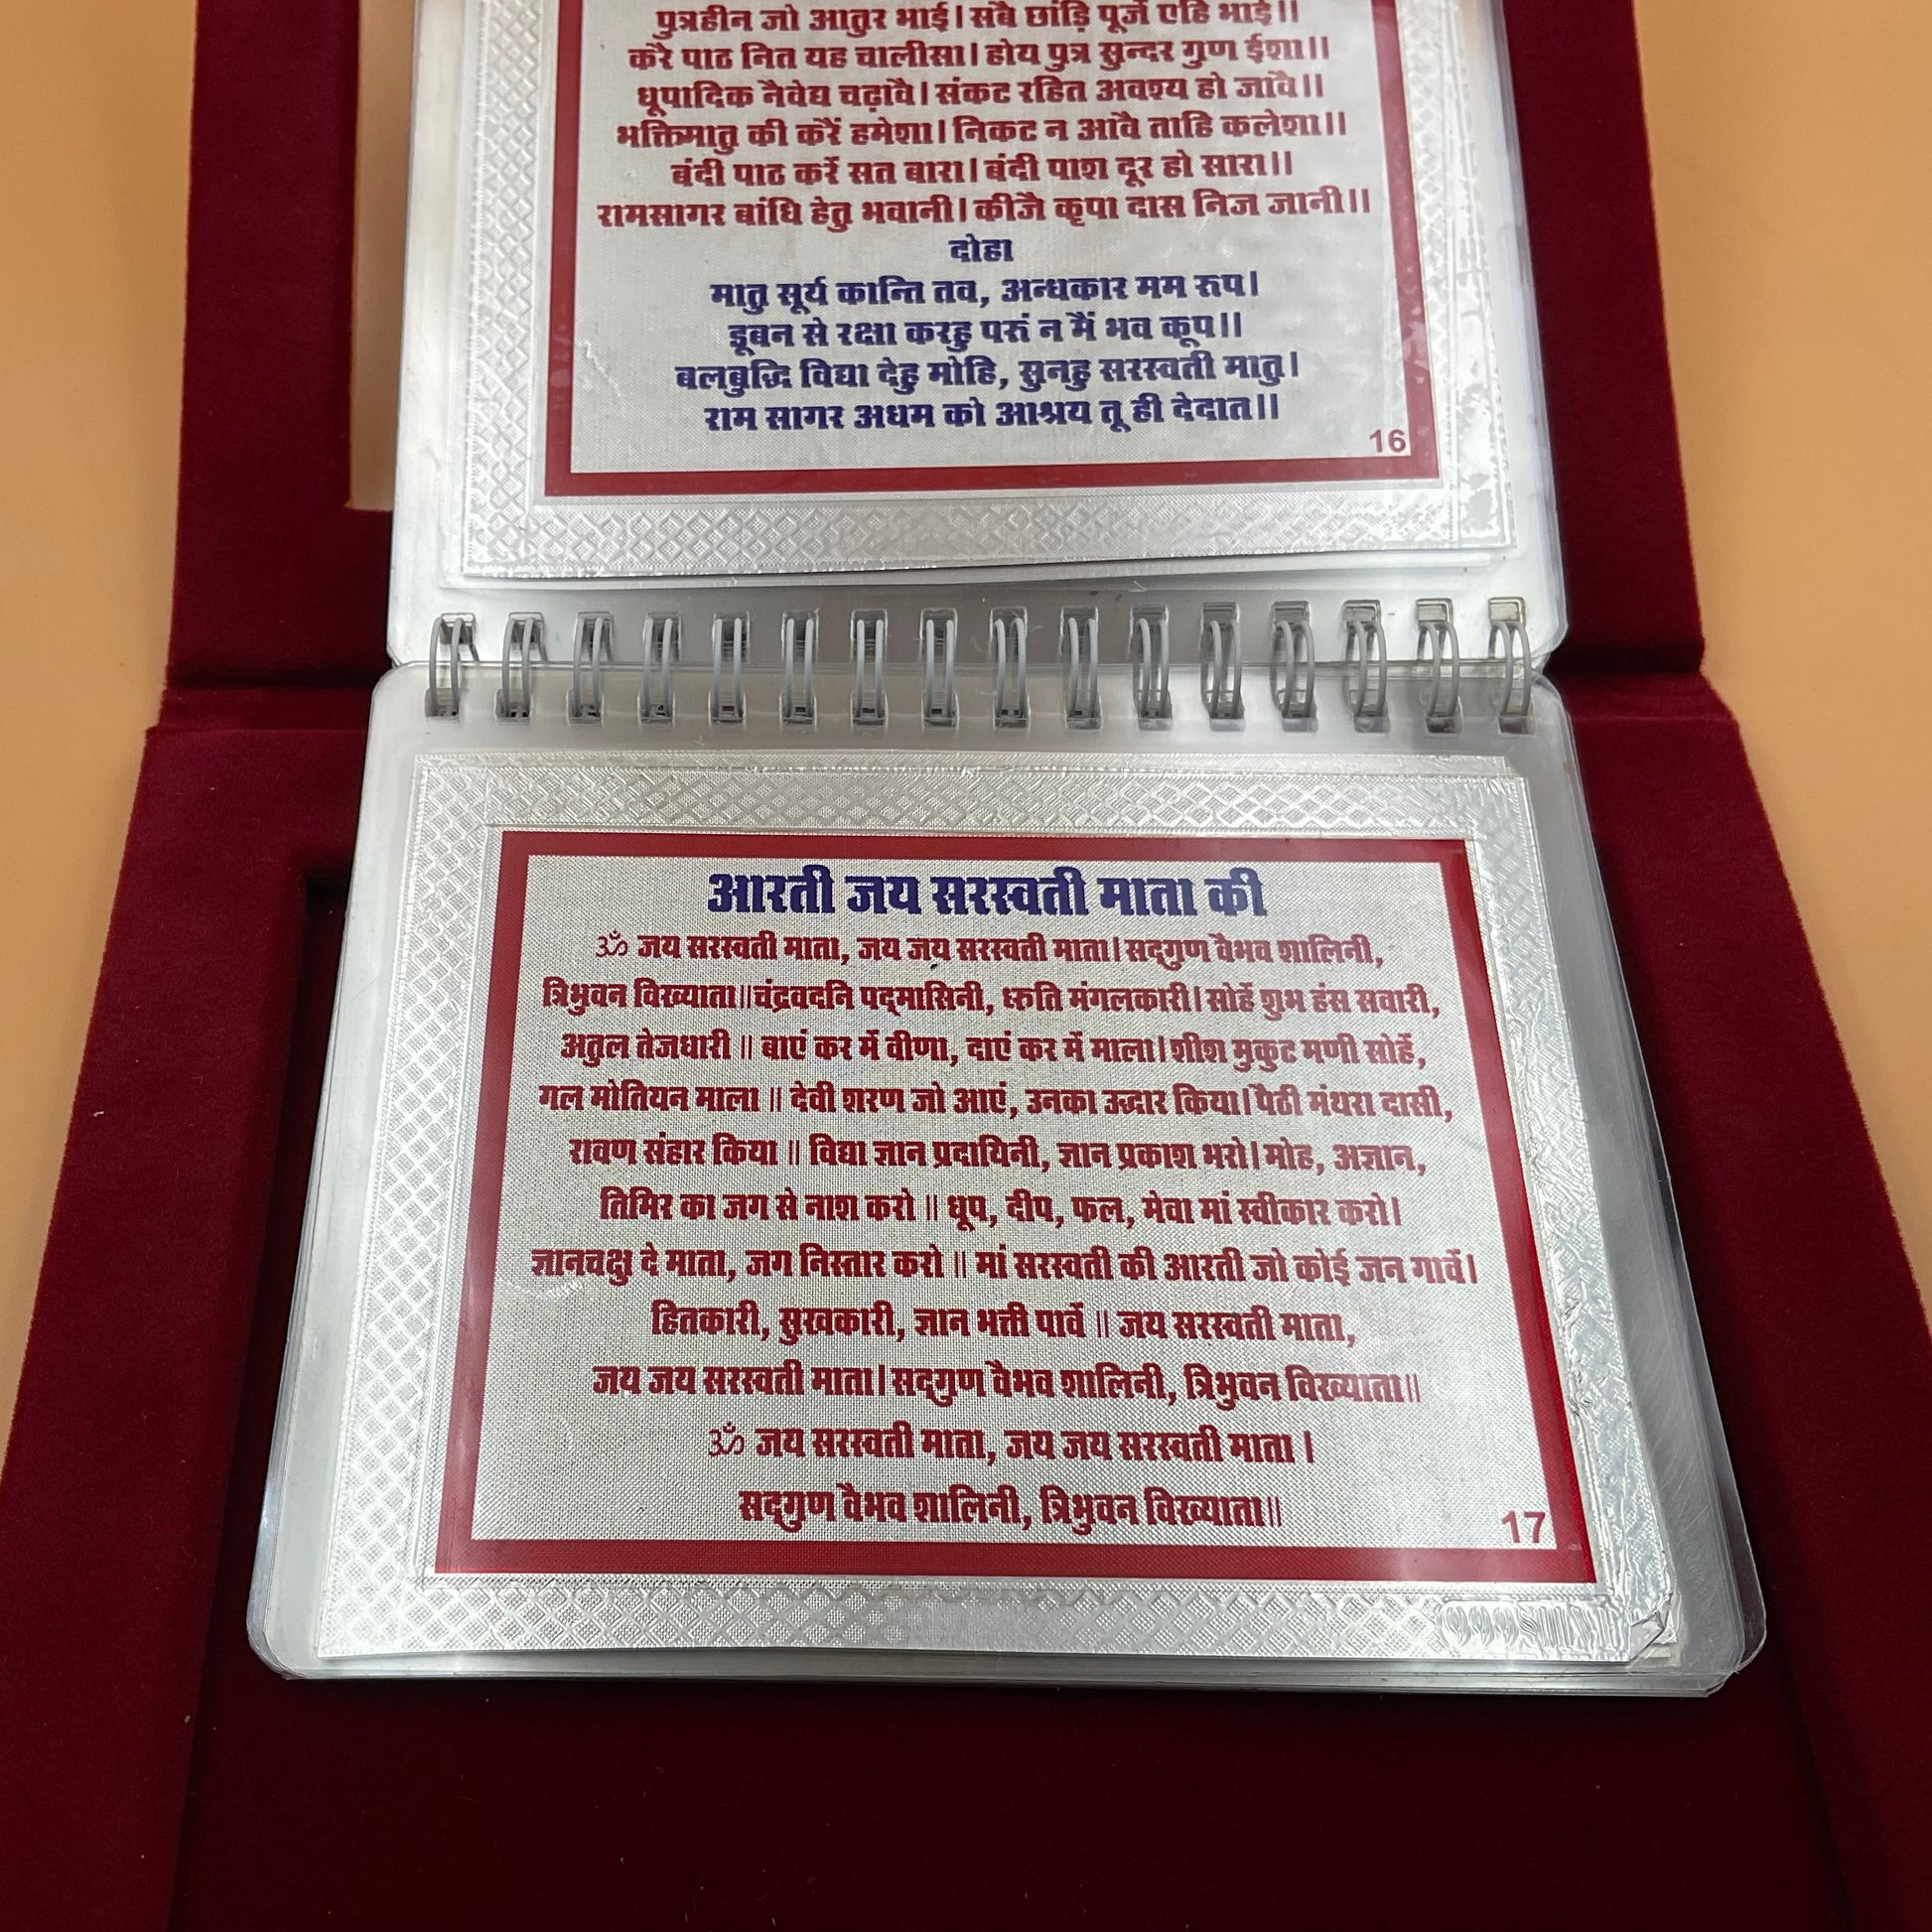 पुत्रहीन जो आतुर भाई। सबै छांड़ि पूजें एहि भाई॥
करै पाठ नित यह चालीसा। होय पुत्र सुन्दर गुण ईशा॥
धूपादिक नैवेद्य चढ़ावै। संकट रहित अवश्य हो जावै॥
भक्तिमातु की करैं हमेशा। निकट न आवै ताहि कलेशा॥
बंदी पाठ करें सत बारा। बंदी पाश दूर हो सारा॥
रामसागर बांधि हेतु भवानी। कीजै कृपा दास निज जानी॥
दोहा
मातु सूर्य कान्ति तव, अन्धकार मम रूप।
डूबन से रक्षा करहु परुं न मैं भव कूप॥
बलबुद्धि विद्या देहु मोहि, सुनहु सरस्वती मातु।
राम सागर अधम को आश्रय तू ही देदात॥
16
आरती जय सरस्वती माता की
ॐ जय सरस्वती माता, जय जय सरस्वती माता। सद्‌गुण वैभव शालिनी,
त्रिभुवन विख्याता॥चंद्रवदनि पद्‌मासिनी, ध्रुति मंगलकारी। सोहें शुभ हंस सवारी,
अतुल तेजधारी ॥ बाएं कर में वीणा, दाएं कर में माला। शीश मुकुट मणी सोहें,
गल मोतियन माला ॥ देवी शरण जो आएं, उनका उद्धार किया। पैठी मंथरा दासी,
रावण संहार किया ॥ विद्या ज्ञान प्रदायिनी, ज्ञान प्रकाश भरो। मोह, अज्ञान,
तिमिर का जग से नाश करो ॥ धूप, दीप, फल, मेवा मां स्वीकार करो।
ज्ञानचक्षु दे माता, जग निस्तार करो ॥ मां सरस्वती की आरती जो कोई जन गावें।
हितकारी, सुखकारी, ज्ञान भक्ती पावें ॥ जय सरस्वती माता,
जय जय सरस्वती माता। सद्‌गुण वैभव शालिनी, त्रिभुवन विख्याता॥
ॐ जय सरस्वती माता, जय जय सरस्वती माता ।
सद्‌गुण वैभव शालिनी, त्रिभुवन विख्याता॥
17